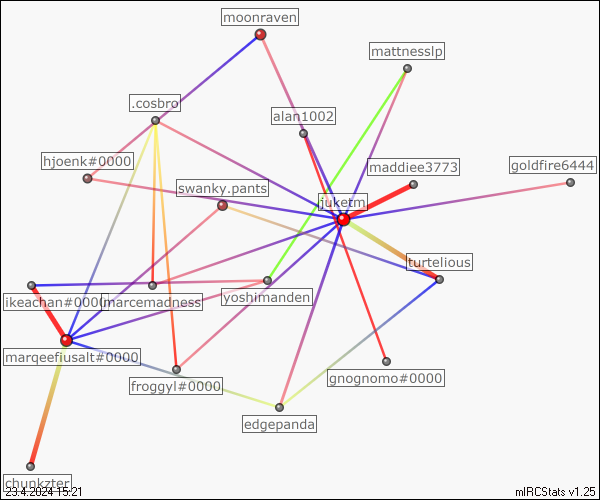 moonraven
mattnesslp
.cosbro
alan1002
hjoenk#0000
maddiee3773
goldfire6444
swanky.pants
juketm
turtelious
ikeachan#0000
marcemadness
yoshimanden
marqeefiusalt#0000
froggyl#0000
gnognomo#0000
edgepanda
chunkzter
23.4.2024 15:21
mIRCStats v1.25